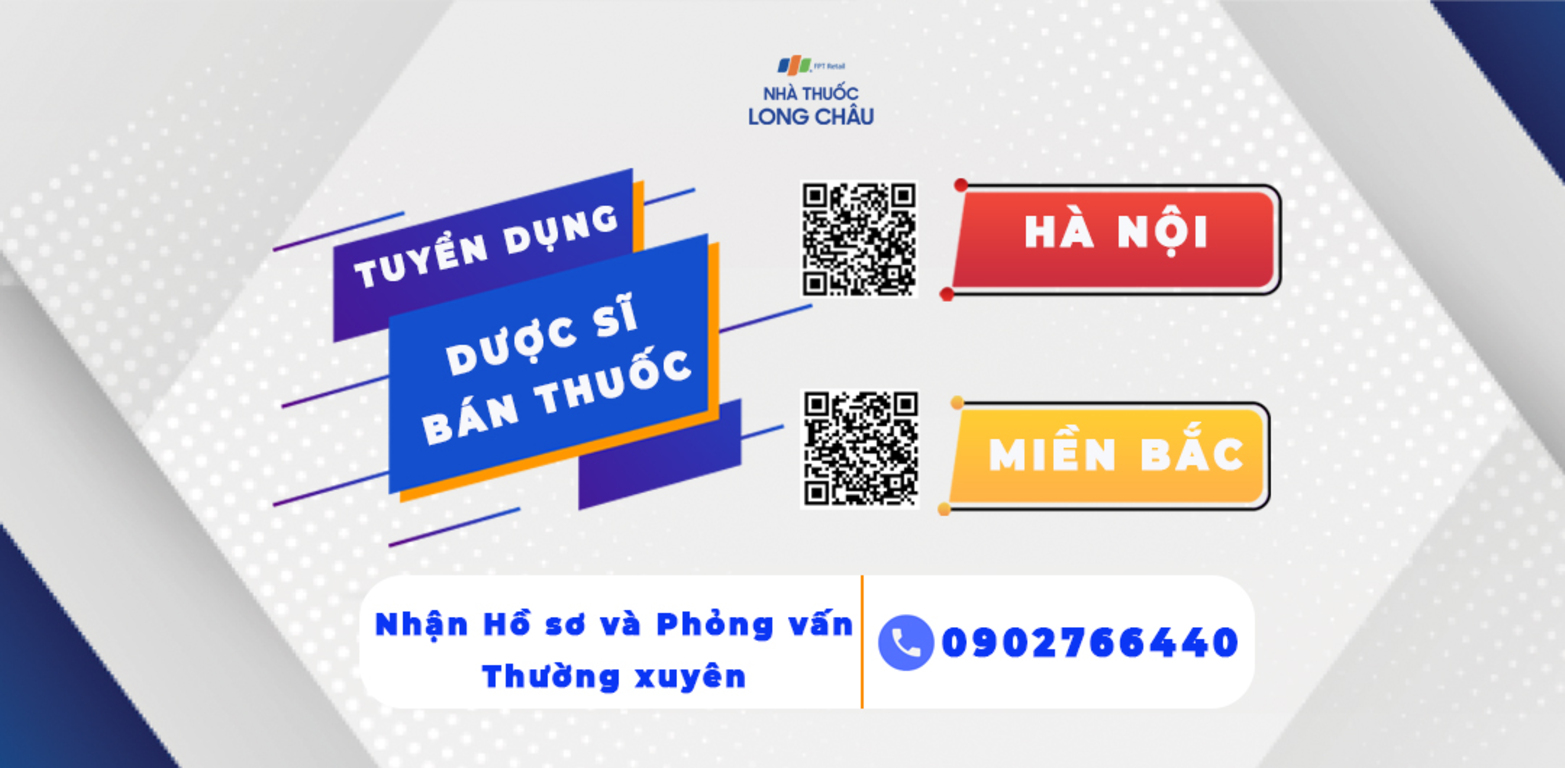 FPT Retail
NHÀ THUỐC
LONG CHÂU
TUYỂN DỤNG
DƯỢC SĨ
BÁN THUỐC
HÀ NỘI
MIỀN BẮC
Nhận Hồ sơ và Phỏng vấn
Thường xuyên
0902766440